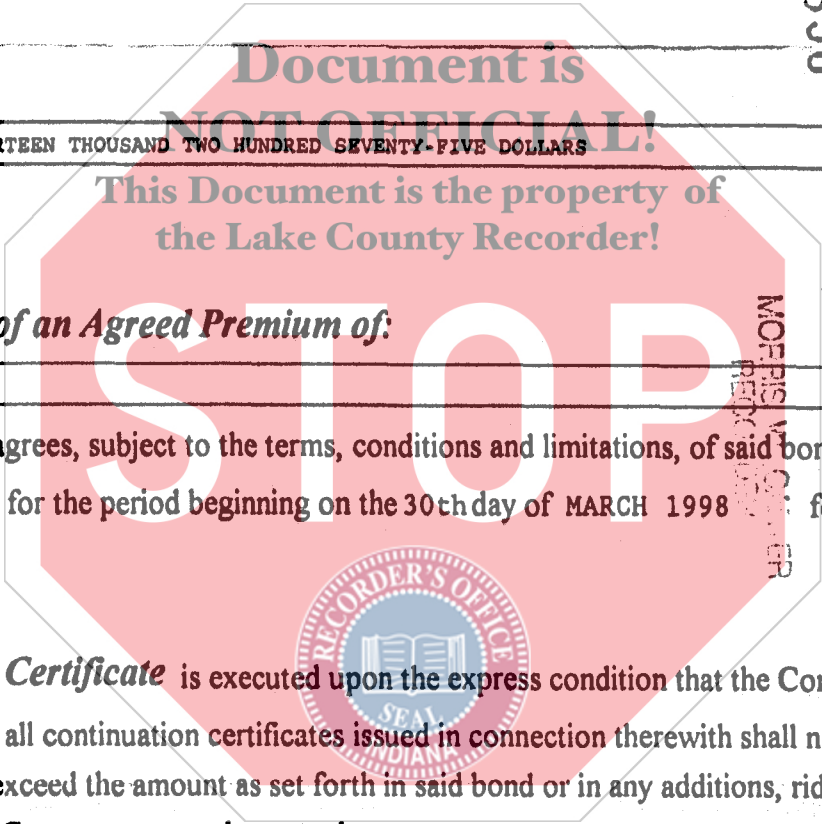 Document is
NOT OFFICIAL!
RTEEN THOUSAND TWO HUNDRED SEVENTY-FIVE DOLLARS
This Document is the property of
the Lake County Recorder!
of an Agreed Premium of:
STOP
agrees, subject to the terms, conditions and limitations, of said bon
for the period beginning on the 30th day of MARCH 1998
RECORDER'S OFFICE
SEAL
INDIANA
Certificate is executed upon the express condition that the Con
all continuation certificates issued in connection therewith shall n
exceed the amount as set forth in said bond or in any additions, rid